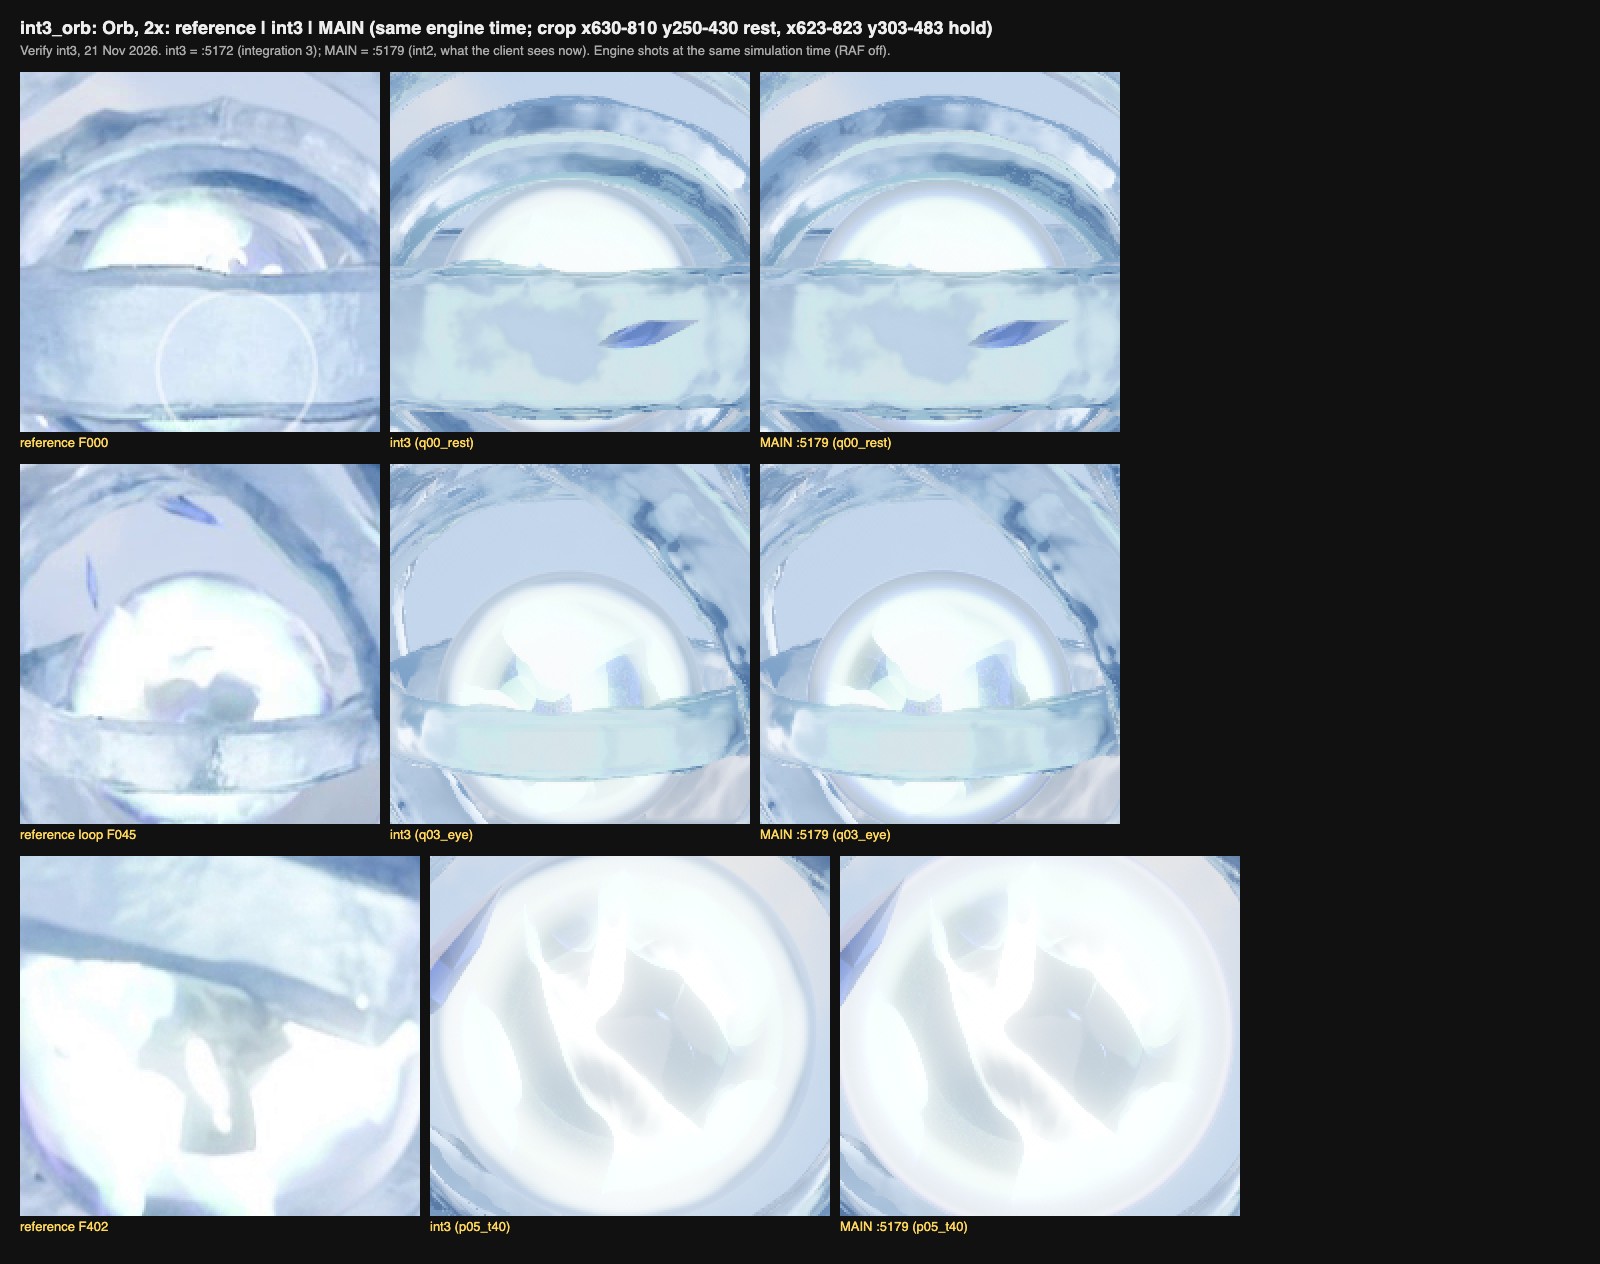 int3_orb: Orb, 2x: reference | int3 | MAIN (same engine time; crop x630-810 y250-430 rest, x623-823 y303-483 hold)
Verify int3, 21 Nov 2026. int3 = :5172 (integration 3); MAIN = :5179 (int2, what the client sees now). Engine shots at the same simulation time (RAF off).
reference F000
int3 (q00_rest)
MAIN :5179 (q00_rest)
reference loop F045
int3 (q03_eye)
MAIN :5179 (q03_eye)
reference F402
int3 (p05_t40)
MAIN :5179 (p05_t40)